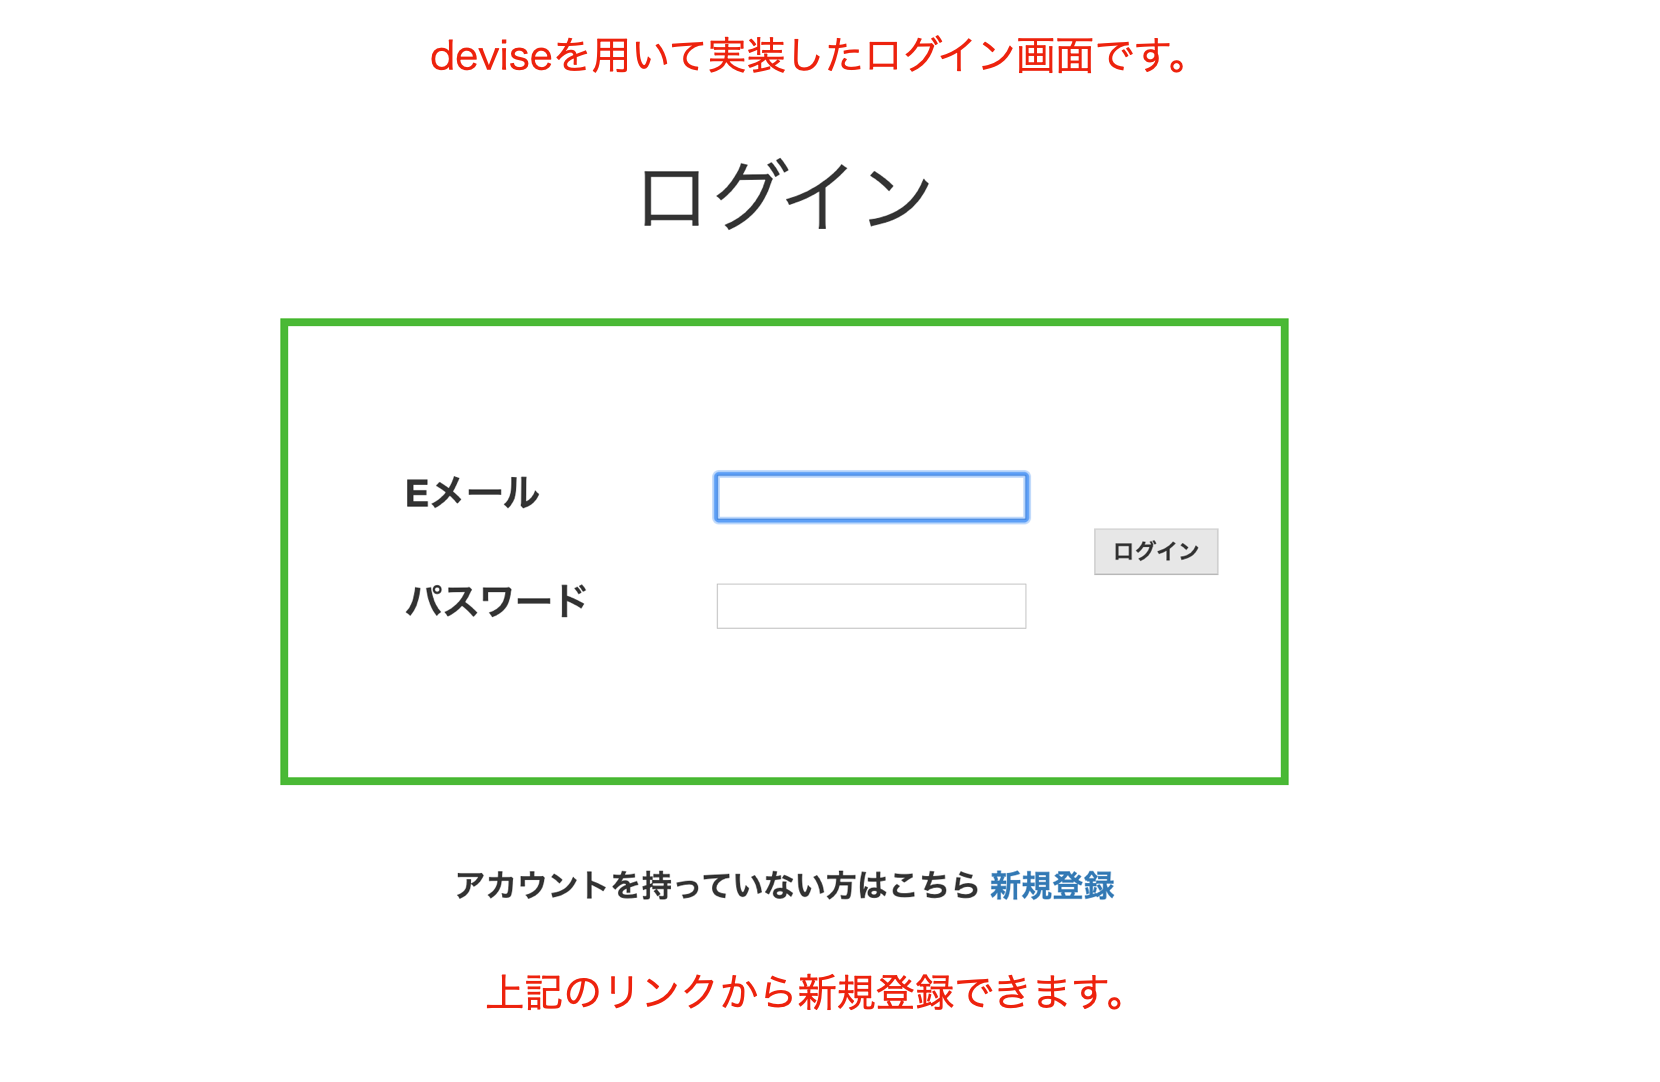 deviseを用いて実装したログイン画面です。
ログイン
Eメール
ログイン
パスワード
アカウントを持っていない方はこちら 新規登録
上記のリンクから新規登録できます。